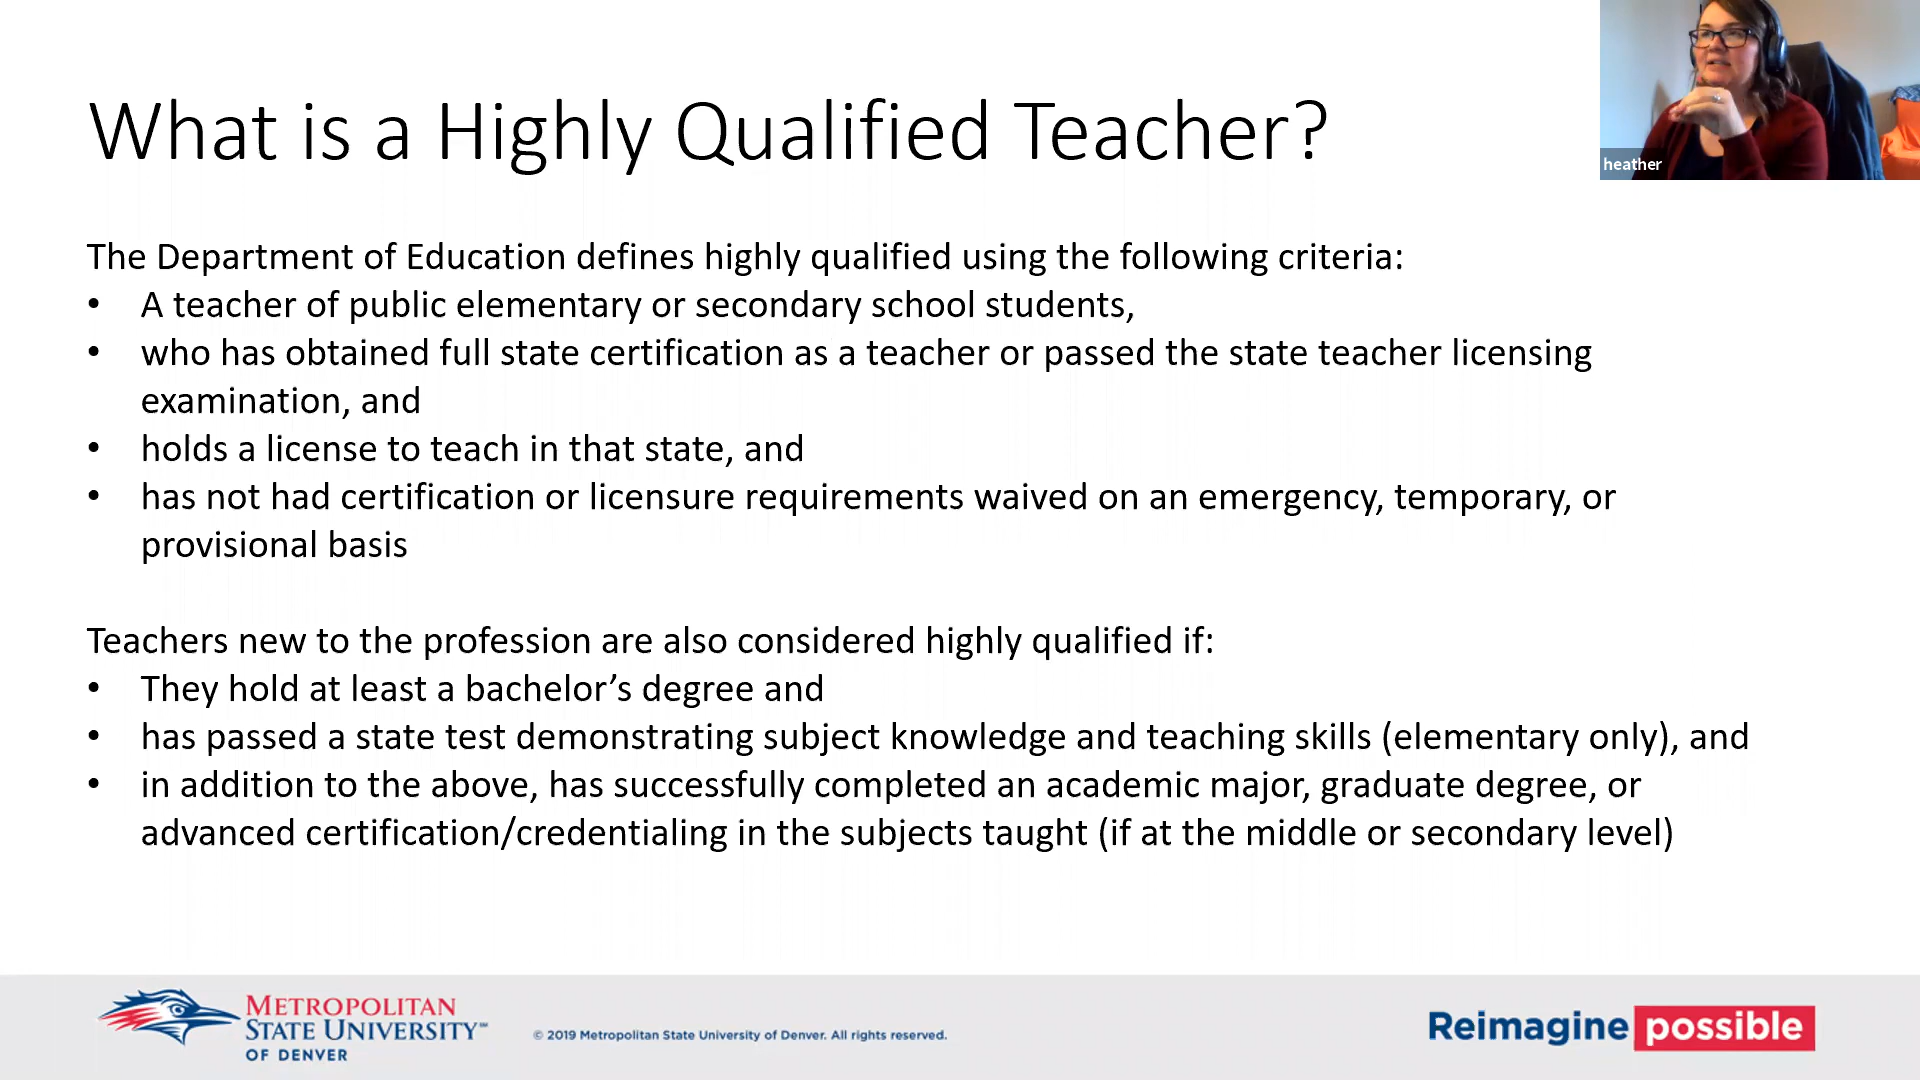 What is a Highly Qualified Teacher?
heather
The Department of Education defines highly qualified using the following criteria:
• A teacher of public elementary or secondary school students,
• who has obtained full state certification as a teacher or passed the state teacher licensing
examination, and
• holds a license to teach in that state, and
• has not had certification or licensure requirements waived on an emergency, temporary, or
provisional basis
Teachers new to the profession are also considered highly qualified if:
• They hold at least a bachelor’s degree and
• has passed a state test demonstrating subject knowledge and teaching skills (elementary only), and
• in addition to the above, has successfully completed an academic major, graduate degree, or
advanced certification/credentialing in the subjects taught (if at the middle or secondary level)
METROPOLITAN
STATE UNIVERSITY℠
OF DENVER
© 2019 Metropolitan State University of Denver. All rights reserved.
Reimagine possible